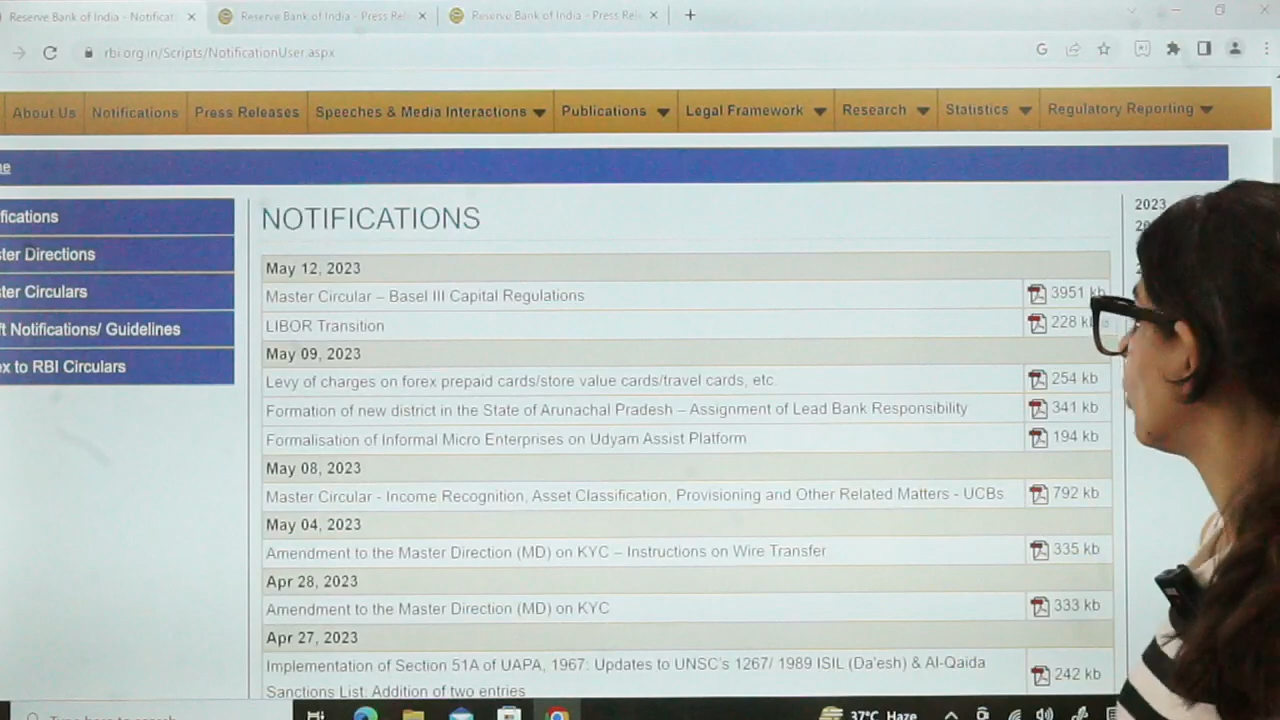 Reserve Bank of India - Notificat
Reserve Bank of India - Press Rel
Reserve Bank of India - Press Rele
rbi.org.in/Scripts/NotificationUser.aspx
About Us
Notifications
Press Releases
Speeches & Media Interactions
Publications
Legal Framework
Research
Statistics
Regulatory Reporting
NOTIFICATIONS
2023
May 12, 2023
Master Circular – Basel III Capital Regulations 3951 kb
LIBOR Transition 228 kb
May 09, 2023
Levy of charges on forex prepaid cards/store value cards/travel cards, etc. 254 kb
Formation of new district in the State of Arunachal Pradesh – Assignment of Lead Bank Responsibility 341 kb
Formalisation of Informal Micro Enterprises on Udyam Assist Platform 194 kb
May 08, 2023
Master Circular - Income Recognition, Asset Classification, Provisioning and Other Related Matters - UCBs 792 kb
May 04, 2023
Amendment to the Master Direction (MD) on KYC – Instructions on Wire Transfer 335 kb
Apr 28, 2023
Amendment to the Master Direction (MD) on KYC 333 kb
Apr 27, 2023
Implementation of Section 51A of UAPA, 1967: Updates to UNSC's 1267/ 1989 ISIL (Da'esh) & Al-Qaida
Sanctions List: Addition of two entries 242 kb
fications
ter Directions
ter Circulars
ft Notifications/ Guidelines
ex to RBI Circulars
Type here to search
37°C Haze